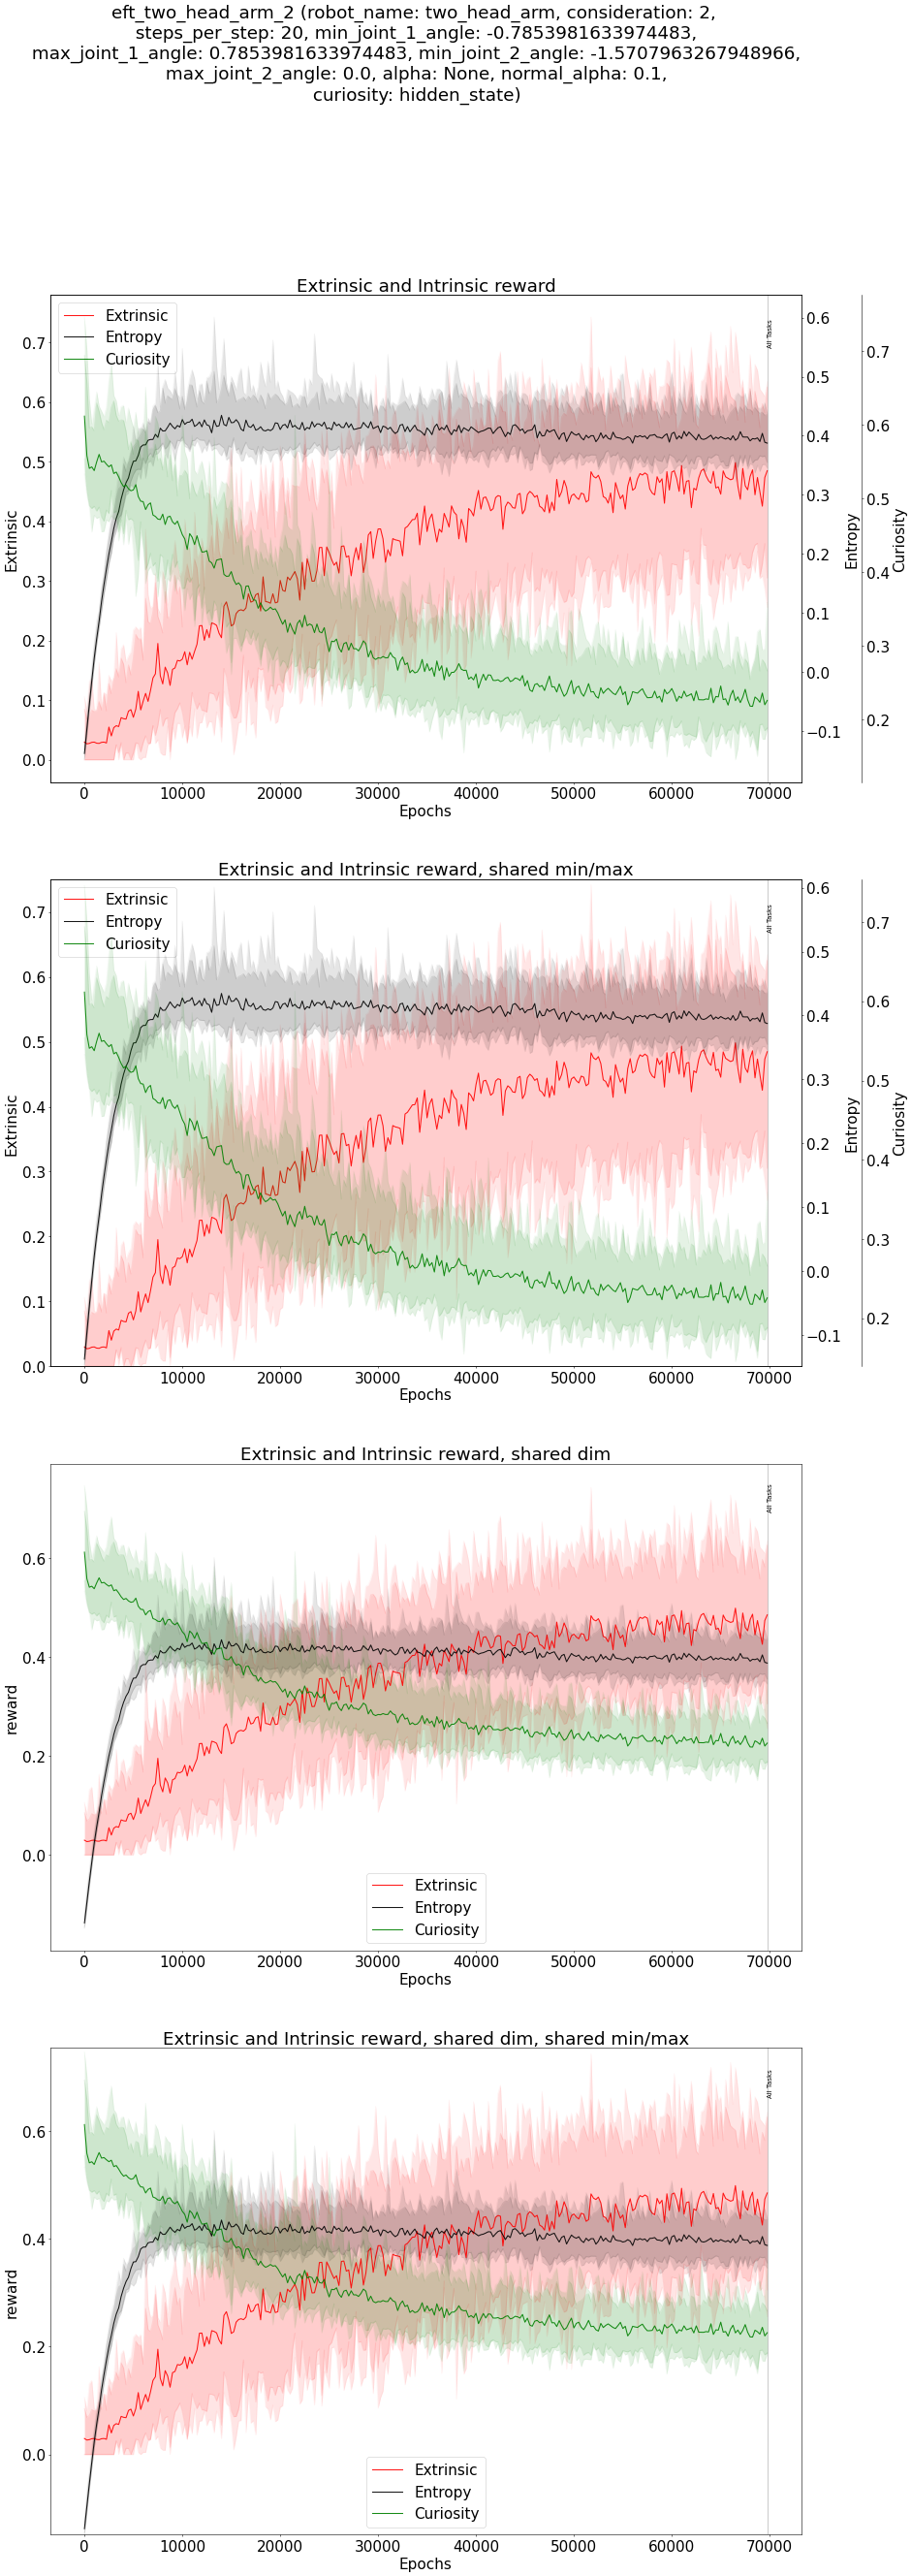 eft_two_head_arm_2 (robot_name: two_head_arm, consideration: 2,
steps_per_step: 20, min_joint_1_angle: -0.7853981633974483,
max_joint_1_angle: 0.7853981633974483, min_joint_2_angle: -1.5707963267948966,
max_joint_2_angle: 0.0, alpha: None, normal_alpha: 0.1,
curiosity: hidden_state)
Extrinsic and Intrinsic reward
Extrinsic
Entropy
Curiosity
All Tasks
0.7
0.6
0.5
0.4
0.3
0.2
0.1
0.0
Extrinsic
0.6
0.5
0.4
0.3
0.2
0.1
0.0
−0.1
Entropy
0.7
0.6
0.5
0.4
0.3
0.2
Curiosity
0 10000 20000 30000 40000 50000 60000 70000
Epochs
Extrinsic and Intrinsic reward, shared min/max
Extrinsic
Entropy
Curiosity
All Tasks
0.7
0.6
0.5
0.4
0.3
0.2
0.1
0.0
Extrinsic
0.6
0.5
0.4
0.3
0.2
0.1
0.0
−0.1
Entropy
0.7
0.6
0.5
0.4
0.3
0.2
Curiosity
0 10000 20000 30000 40000 50000 60000 70000
Epochs
Extrinsic and Intrinsic reward, shared dim
All Tasks
0.6
0.4
0.2
0.0
reward
Extrinsic
Entropy
Curiosity
0 10000 20000 30000 40000 50000 60000 70000
Epochs
Extrinsic and Intrinsic reward, shared dim, shared min/max
All Tasks
0.6
0.4
0.2
0.0
reward
Extrinsic
Entropy
Curiosity
0 10000 20000 30000 40000 50000 60000 70000
Epochs